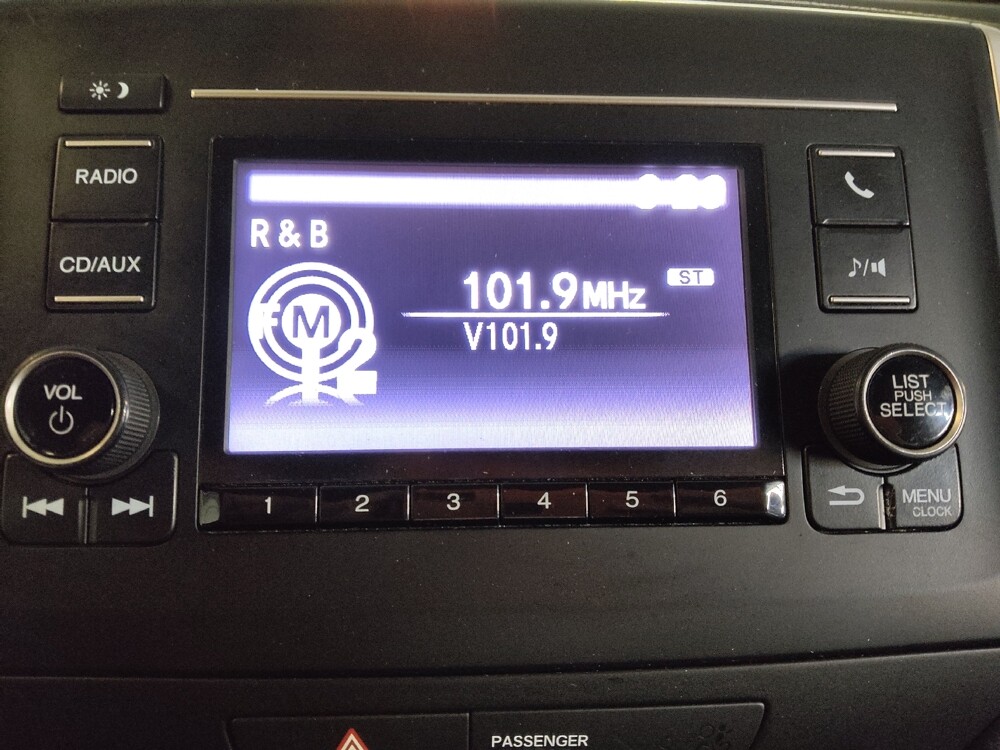 RADIO
CD/AUX
VOL
R & B
FM
2
101.9MHz
ST
V101.9
LIST
PUSH
SELECT
1 2 3 4 5 6
MENU
CLOCK
PASSENGER